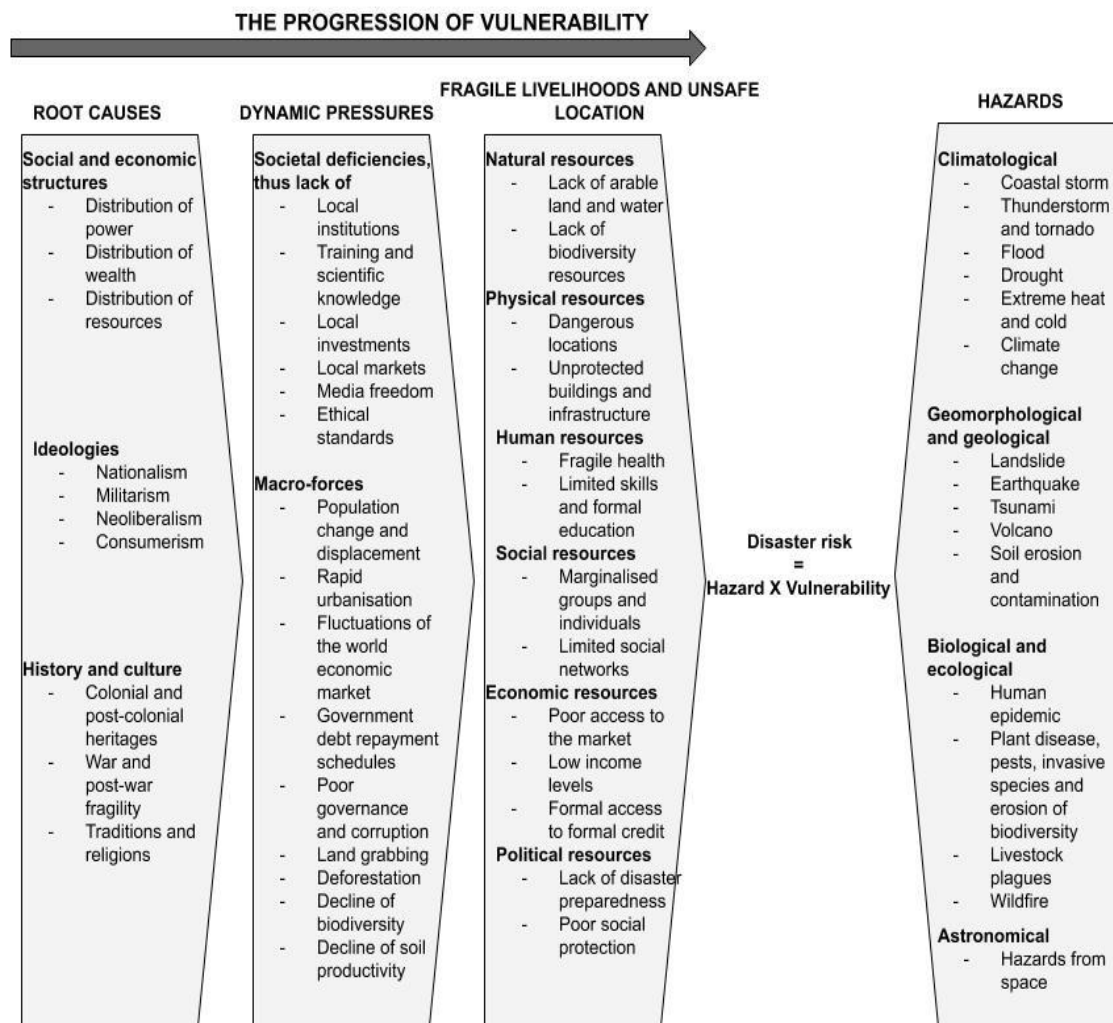 THE PROGRESSION OF VULNERABILITY
ROOT CAUSES
Social and economic
structures
- Distribution of
power
- Distribution of
wealth
- Distribution of
resources
Ideologies
- Nationalism
- Militarism
- Neoliberalism
- Consumerism
History and culture
- Colonial and
post-colonial
heritages
- War and
post-war
fragility
- Traditions and
religions
DYNAMIC PRESSURES
Societal deficiencies,
thus lack of
- Local
institutions
- Training and
scientific
knowledge
- Local
investments
- Local markets
- Media freedom
- Ethical
standards
Macro-forces
- Population
change and
displacement
- Rapid
urbanisation
- Fluctuations of
the world
economic
market
- Government
debt repayment
schedules
- Poor
governance
and corruption
- Land grabbing
- Deforestation
- Decline of
biodiversity
- Decline of soil
productivity
FRAGILE LIVELIHOODS AND UNSAFE
LOCATION
Natural resources
- Lack of arable
land and water
- Lack of
biodiversity
resources
Physical resources
- Dangerous
locations
- Unprotected
buildings and
infrastructure
Human resources
- Fragile health
- Limited skills
and formal
education
Social resources
- Marginalised
groups and
individuals
- Limited social
networks
Economic resources
- Poor access to
the market
- Low income
levels
- Formal access
to formal credit
Political resources
- Lack of disaster
preparedness
- Poor social
protection
Disaster risk
=
Hazard X Vulnerability
HAZARDS
Climatological
- Coastal storm
- Thunderstorm
and tornado
- Flood
- Drought
- Extreme heat
and cold
- Climate
change
Geomorphological
and geological
- Landslide
- Earthquake
- Tsunami
- Volcano
- Soil erosion
and
contamination
Biological and
ecological
- Human
epidemic
- Plant disease,
pests, invasive
species and
erosion of
biodiversity
- Livestock
plagues
- Wildfire
Astronomical
- Hazards from
space